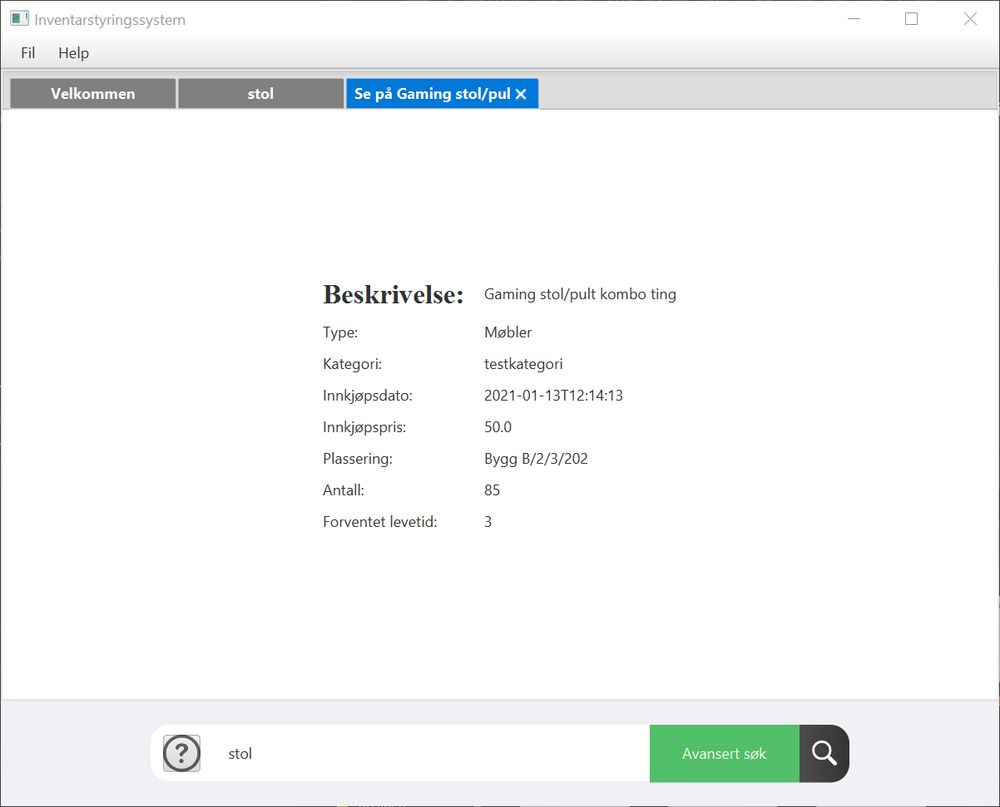 Inventarstyringssystem
Fil Help
Velkommen stol Se på Gaming stol/pul
Beskrivelse: Gaming stol/pult kombo ting
Type: Møbler
Kategori: testkategori
Innkjøpsdato: 2021-01-13T12:14:13
Innkjøpspris: 50.0
Plassering: Bygg B/2/3/202
Antall: 85
Forventet levetid: 3
? stol Avansert søk